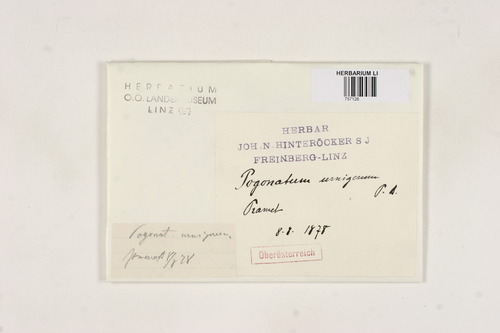 HERBARIUM
O.O. LANDESMUSEUM
LINZ
HERBARIUM LI
757126
HERBAR
JOH. N. HINTERÖCKER S J
FREINBERG-LINZ
Pogonatum urnigerum
P. B.
Pramet
8.8. 1878
Oberösterreich
Pogonat. urnigerum